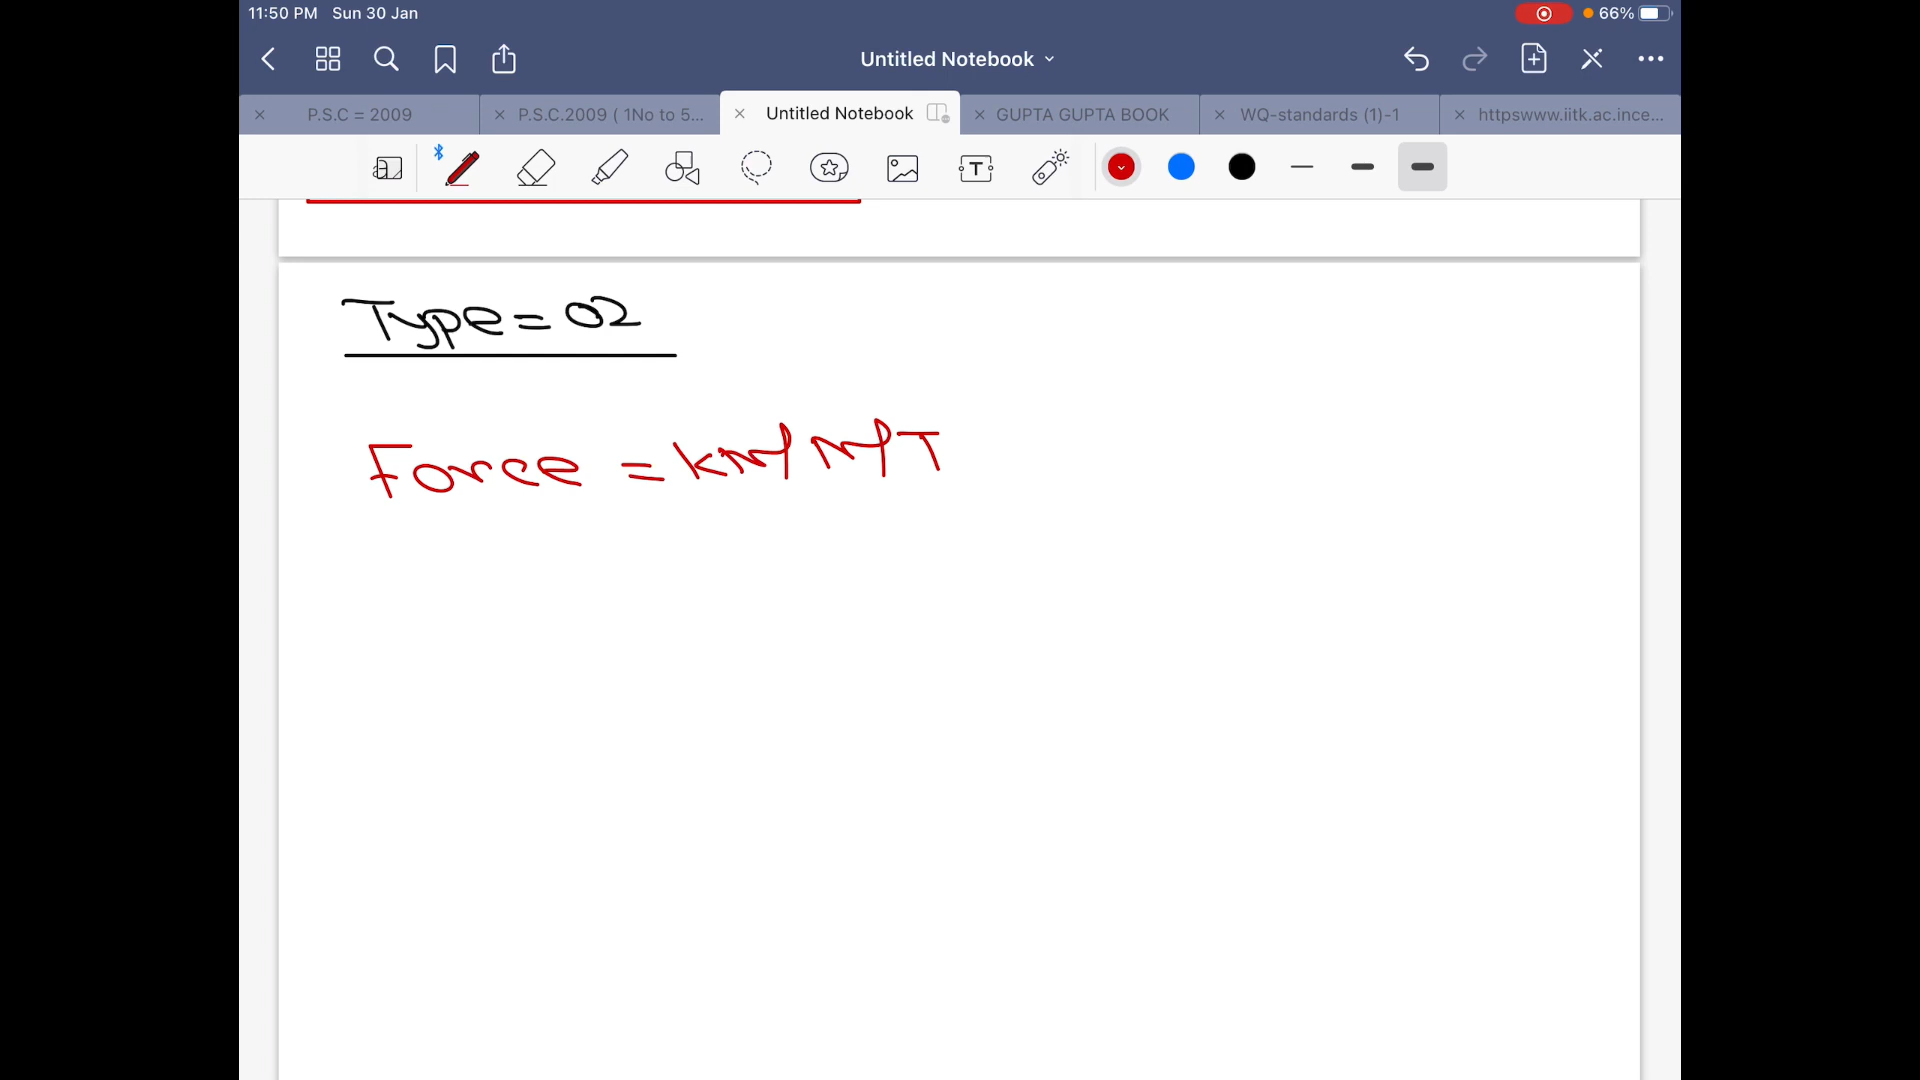 11:50 PM Sun 30 Jan 66%
Untitled Notebook
P.S.C = 2009 P.S.C.2009 ( 1No to 5... Untitled Notebook GUPTA GUPTA BOOK WQ-standards (1)-1 httpswww.iitk.ac.ince...
Type = 02
Force =